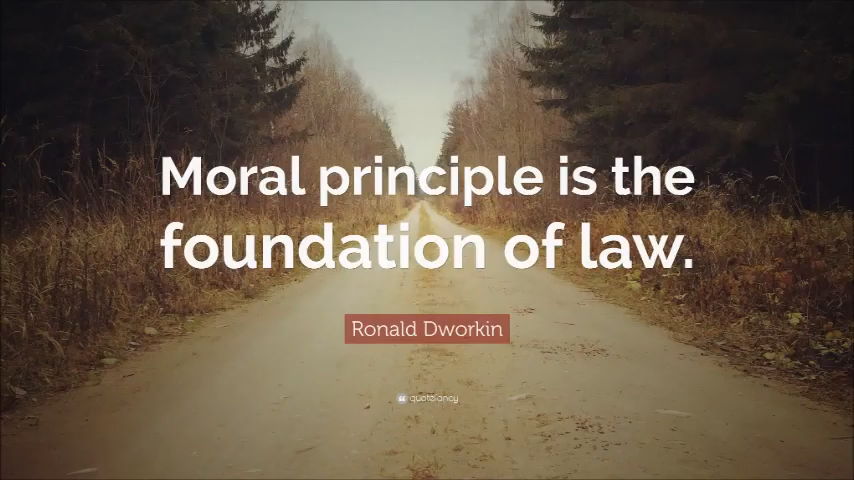 Moral principle is the
foundation of law.
Ronald Dworkin
quotefancy